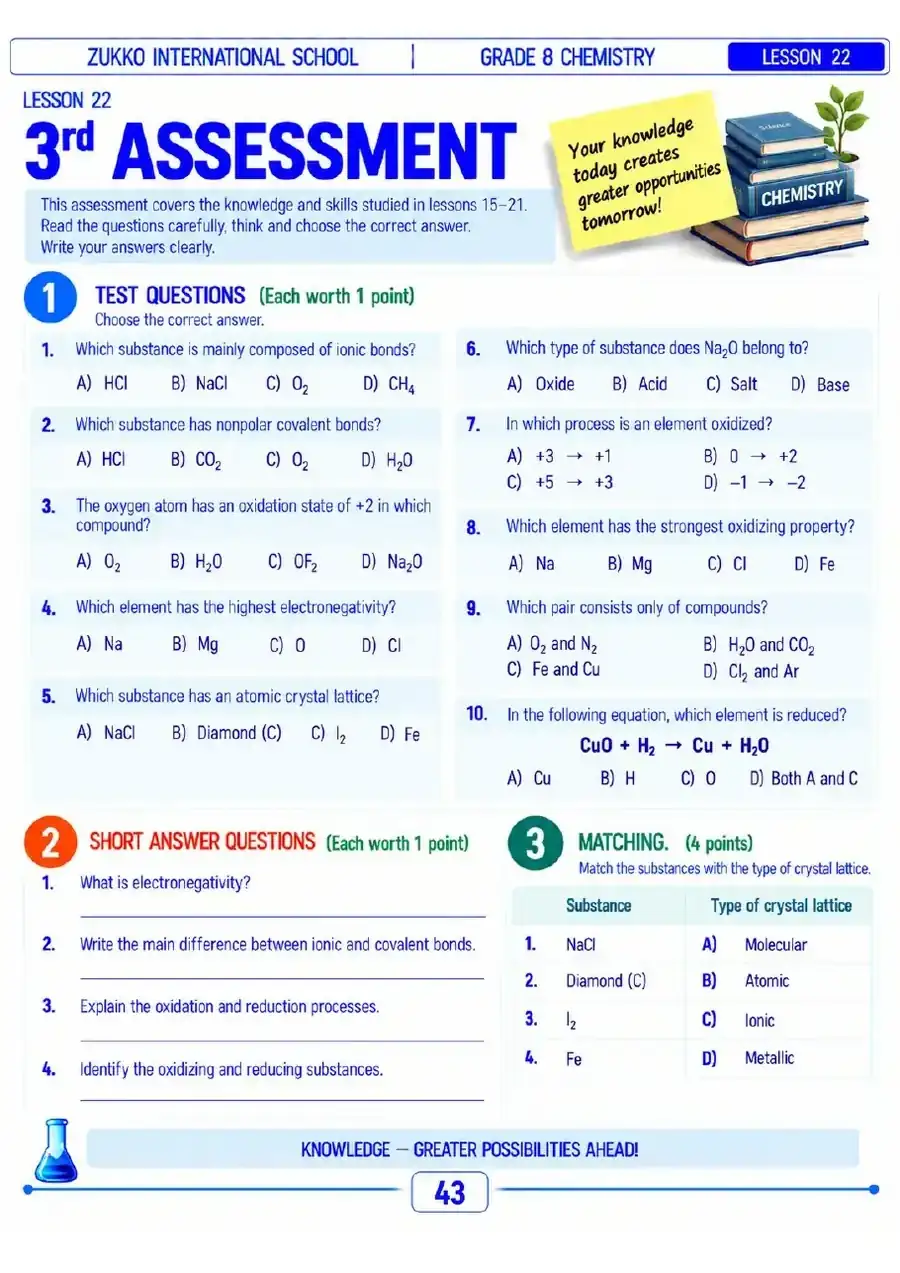 ZUKKO INTERNATIONAL SCHOOL | GRADE 8 CHEMISTRY LESSON 22
LESSON 22
3rd ASSESSMENT
This assessment covers the knowledge and skills studied in lessons 15–21.
Read the questions carefully, think and choose the correct answer.
Write your answers clearly.
Your knowledge
today creates
greater opportunities
tomorrow!
Science
CHEMISTRY
1 TEST QUESTIONS (Each worth 1 point)
Choose the correct answer.
1. Which substance is mainly composed of ionic bonds?
A) HCl B) NaCl C) O₂ D) CH₄
2. Which substance has nonpolar covalent bonds?
A) HCl B) CO₂ C) O₂ D) H₂O
3. The oxygen atom has an oxidation state of +2 in which
compound?
A) O₂ B) H₂O C) OF₂ D) Na₂O
4. Which element has the highest electronegativity?
A) Na B) Mg C) O D) Cl
5. Which substance has an atomic crystal lattice?
A) NaCl B) Diamond (C) C) I₂ D) Fe
6. Which type of substance does Na₂O belong to?
A) Oxide B) Acid C) Salt D) Base
7. In which process is an element oxidized?
A) +3 → +1 B) 0 → +2
C) +5 → +3 D) –1 → –2
8. Which element has the strongest oxidizing property?
A) Na B) Mg C) Cl D) Fe
9. Which pair consists only of compounds?
A) O₂ and N₂ B) H₂O and CO₂
C) Fe and Cu D) Cl₂ and Ar
10. In the following equation, which element is reduced?
CuO + H₂ → Cu + H₂O
A) Cu B) H C) O D) Both A and C
2 SHORT ANSWER QUESTIONS (Each worth 1 point)
1. What is electronegativity?
2. Write the main difference between ionic and covalent bonds.
3. Explain the oxidation and reduction processes.
4. Identify the oxidizing and reducing substances.
3 MATCHING. (4 points)
Match the substances with the type of crystal lattice.
Substance Type of crystal lattice
1. NaCl A) Molecular
2. Diamond (C) B) Atomic
3. I₂ C) Ionic
4. Fe D) Metallic
KNOWLEDGE — GREATER POSSIBILITIES AHEAD!
43